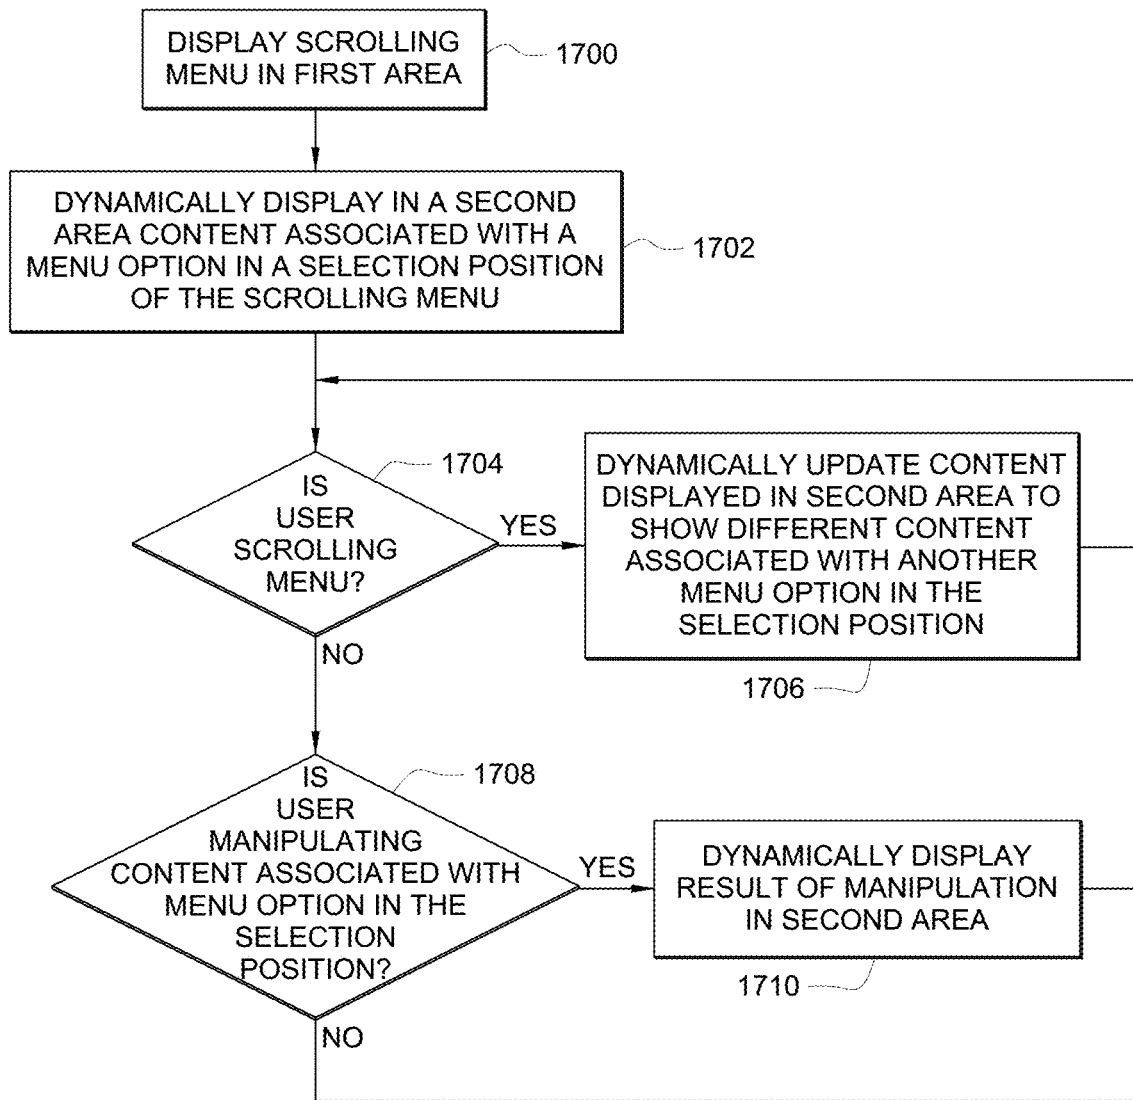 DISPLAY SCROLLING
MENU IN FIRST AREA
1700
DYNAMICALLY DISPLAY IN A SECOND
AREA CONTENT ASSOCIATED WITH A
MENU OPTION IN A SELECTION POSITION
OF THE SCROLLING MENU
1702
IS
USER
SCROLLING
MENU?
1704
YES
NO
DYNAMICALLY UPDATE CONTENT
DISPLAYED IN SECOND AREA TO
SHOW DIFFERENT CONTENT
ASSOCIATED WITH ANOTHER
MENU OPTION IN THE
SELECTION POSITION
1706
IS
USER
MANIPULATING
CONTENT ASSOCIATED WITH
MENU OPTION IN THE
SELECTION
POSITION?
1708
YES
NO
DYNAMICALLY DISPLAY
RESULT OF MANIPULATION
IN SECOND AREA
1710